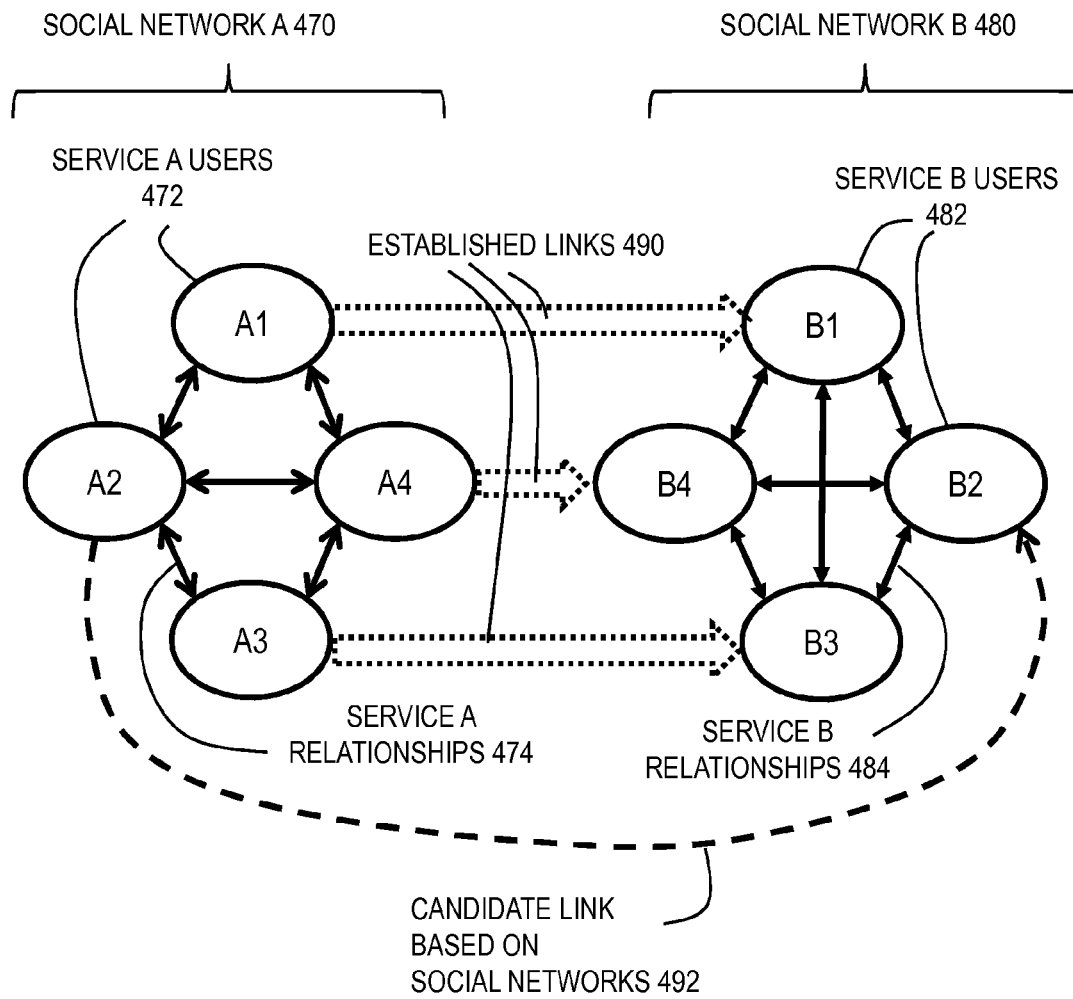 SOCIAL NETWORK A 470
SOCIAL NETWORK B 480
SERVICE A USERS
472
SERVICE B USERS
482
ESTABLISHED LINKS 490
A1
B1
A2
A4
B4
B2
A3
B3
SERVICE A
RELATIONSHIPS 474
SERVICE B
RELATIONSHIPS 484
CANDIDATE LINK
BASED ON
SOCIAL NETWORKS 492